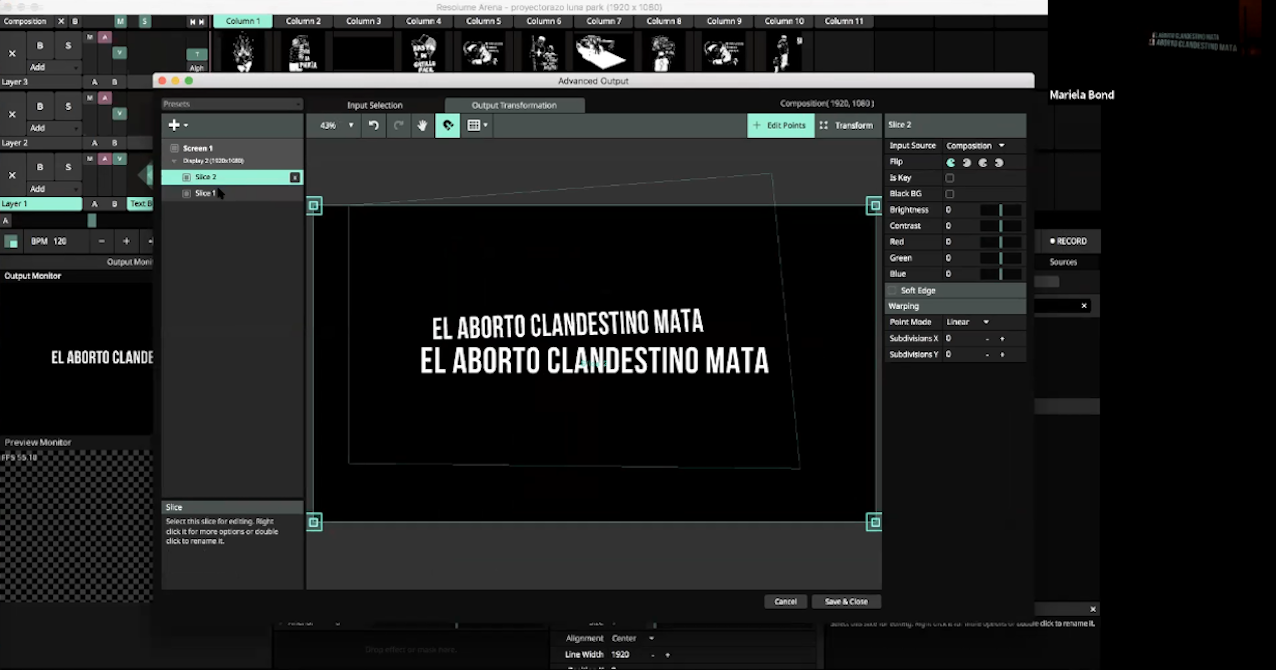 Resolume Arena - proyectorazo luna park (1920 x 1080)
Composition X B M S Column 1 Column 2 Column 3 Column 4 Column 5 Column 6 Column 7 Column 8 Column 9 Column 10 Column 11
B S M A
V
T
Add Alph
Layer 3 A B
B S M A
V
Add
Layer 2 A B
B S M A V
Add
Layer 1 A B Text B
A
BPM 120 - +
RECORD
Output Moni
Sources
Output Monitor
EL ABORTO CLANDE
Preview Monitor
FPS 55.18
Advanced Output
Presets
Input Selection
Output Transformation
Composition( 1920, 1080 )
43%
Edit Points
Transform
Screen 1
Display 2 (1920x1080)
Slice 2
Slice 1
EL ABORTO CLANDESTINO MATA
EL ABORTO CLANDESTINO MATA
Slice 2
Input Source Composition
Flip
Is Key
Black BG
Brightness 0
Contrast 0
Red 0
Green 0
Blue 0
Soft Edge
Warping
Point Mode Linear
Subdivisions X 0 - +
Subdivisions Y 0 - +
Slice
Select this slice for editing. Right
click it for more options or double
click to rename it.
Cancel
Save & Close
Alignment Center
Line Width 1920 - +
Select this slice for editing. Right click it for more options or double click to rename it.
EL ABORTO CLANDESTINO MATA
EL ABORTO CLANDESTINO MATA
Mariela Bond